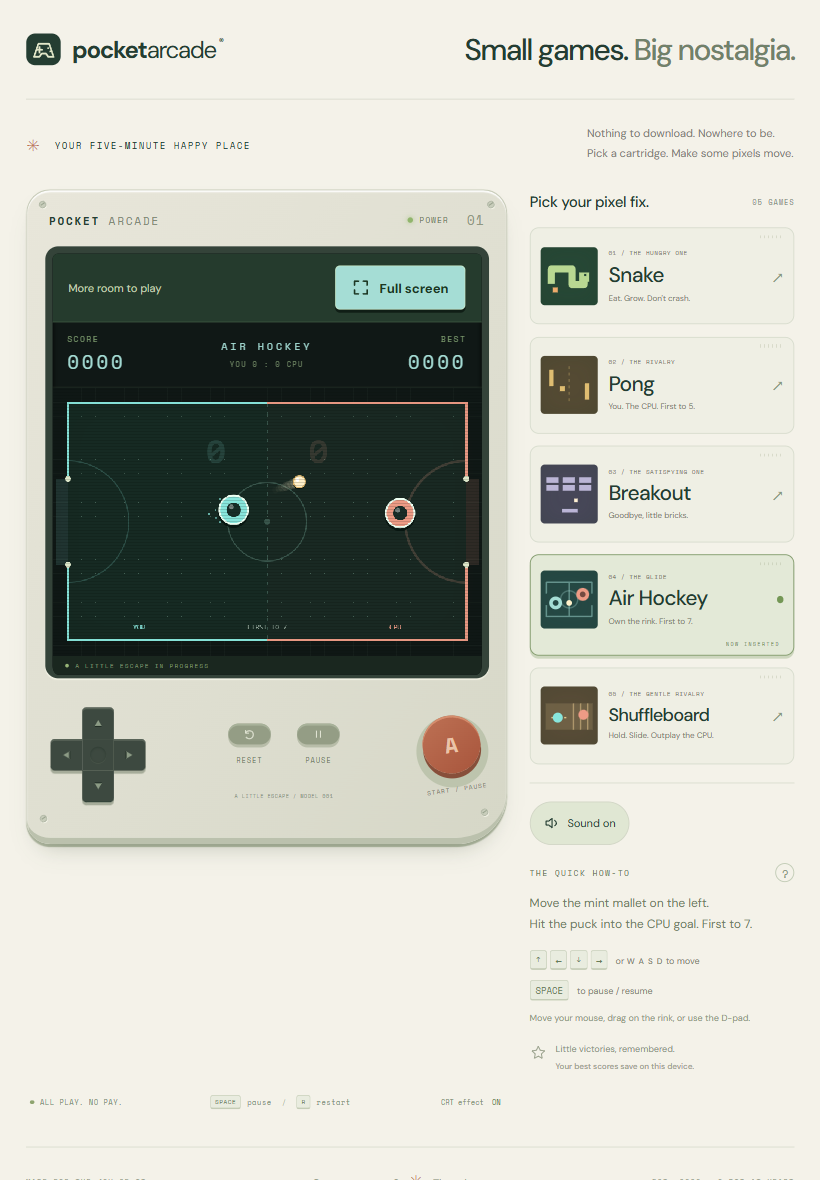 pocketarcade
Small games. Big nostalgia.
YOUR FIVE-MINUTE HAPPY PLACE
Nothing to download. Nowhere to be.
Pick a cartridge. Make some pixels move.
POCKET ARCADE
POWER
01
More room to play
Full screen
SCORE
0000
AIR HOCKEY
YOU 0 : 0 CPU
BEST
0000
0
0
YOU
FIRST TO 7
CPU
A LITTLE ESCAPE IN PROGRESS
RESET
PAUSE
A
START / PAUSE
A LITTLE ESCAPE / MODEL 001
Pick your pixel fix.
05 GAMES
01 / THE HUNGRY ONE
Snake
Eat. Grow. Don't crash.
02 / THE RIVALRY
Pong
You. The CPU. First to 5.
03 / THE SATISFYING ONE
Breakout
Goodbye, little bricks.
04 / THE GLIDE
Air Hockey
Own the rink. First to 7.
NOW INSERTED
05 / THE GENTLE RIVALRY
Shuffleboard
Hold. Slide. Outplay the CPU.
Sound on
THE QUICK HOW-TO
?
Move the mint mallet on the left.
Hit the puck into the CPU goal. First to 7.
↑ ← ↓ → or W A S D to move
SPACE to pause / resume
Move your mouse, drag on the rink, or use the D-pad.
Little victories, remembered.
Your best scores save on this device.
ALL PLAY. NO PAY.
SPACE pause / R restart
CRT effect ON